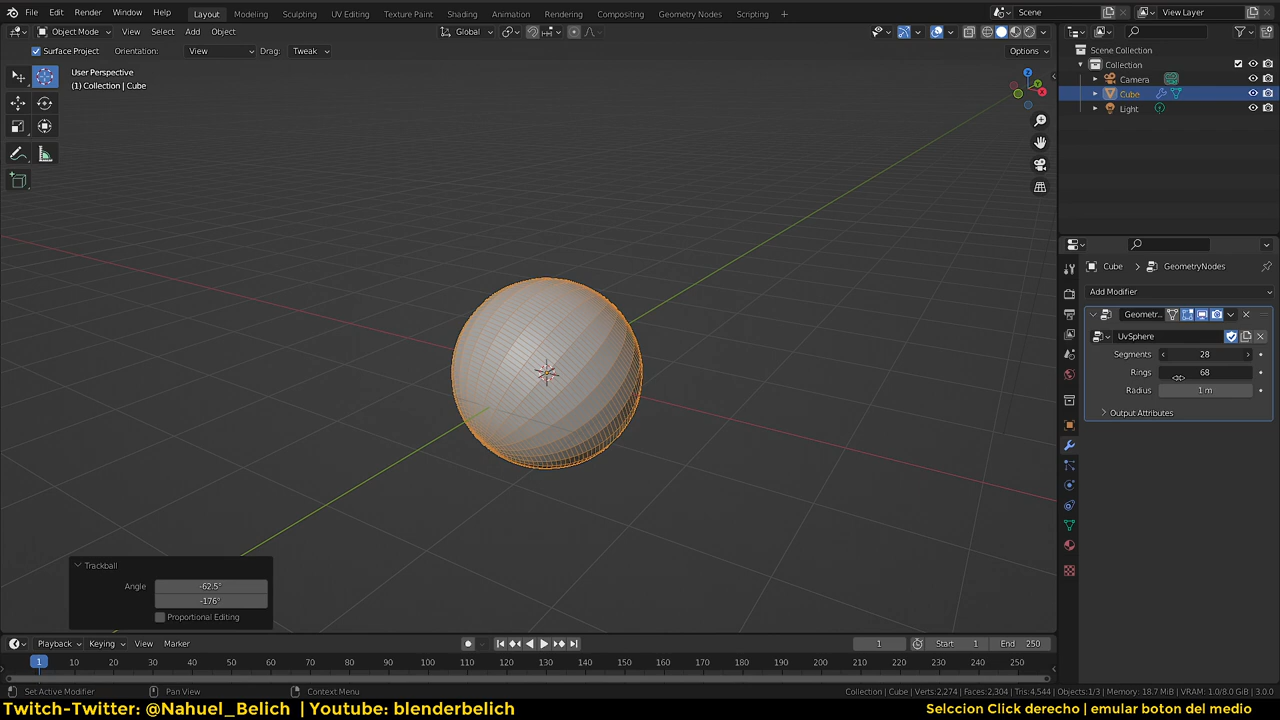 File Edit Render Window Help
Layout Modeling Sculpting UV Editing Texture Paint Shading Animation Rendering Compositing Geometry Nodes Scripting +
Scene
View Layer
Object Mode View Select Add Object
Global
Surface Project Orientation: View Drag: Tweak
Options
User Perspective
(1) Collection | Cube
Z
Y
X
Scene Collection
Collection
Camera
Cube
Light
Cube > GeometryNodes
Add Modifier
Geometr...
UvSphere
Segments 28
Rings 68
Radius 1 m
Output Attributes
Trackball
Angle -62.5°
-176°
Proportional Editing
Playback Keying View Marker
1 Start 1 End 250
1 10 20 30 40 50 60 70 80 90 100 110 120 130 140 150 160 170 180 190 200 210 220 230 240 250
Set Active Modifier Pan View Context Menu
Collection | Cube | Verts:2,274 | Faces:2,304 | Tris:4,544 | Objects:1/3 | Memory: 18.7 MiB | VRAM: 1.0/8.0 GiB | 3.0.0
Twitch-Twitter: @Nahuel_Belich | Youtube: blenderbelich
Selccion Click derecho | emular boton del medio